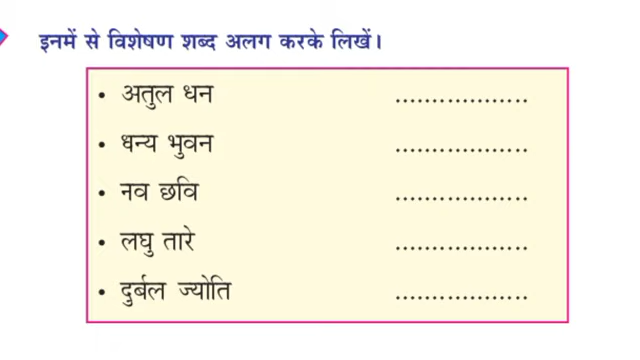 इनमें से विशेषण शब्द अलग करके लिखें।
• अतुल धन ..................
• धन्य भुवन ..................
• नव छवि ..................
• लघु तारे ..................
• दुर्बल ज्योति ..................